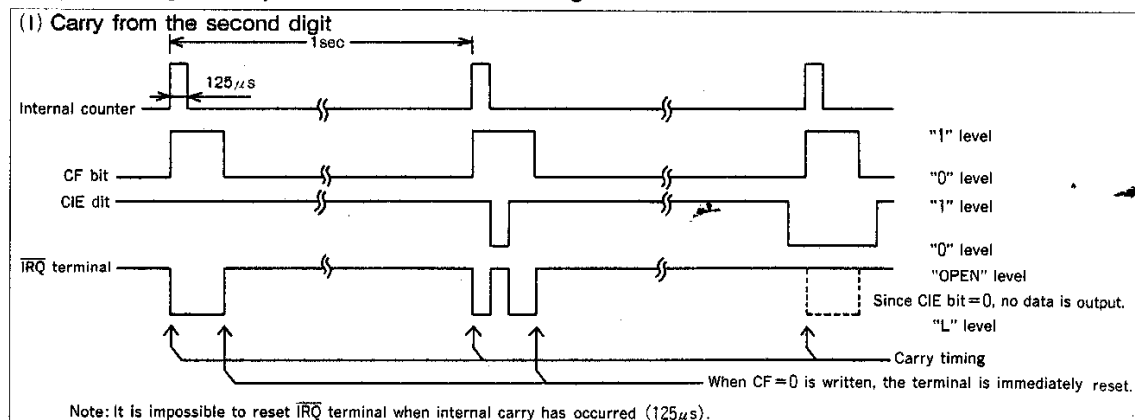 (I) Carry from the second digit
1sec
125μs
Internal counter
"1" level
CF bit
"0" level
CIE dit
"1" level
"0" level
IRQ terminal
"OPEN" level
Since CIE bit=0, no data is output.
"L" level
Carry timing
When CF=0 is written, the terminal is immediately reset.
Note: It is impossible to reset IRQ terminal when internal carry has occurred (125μs).